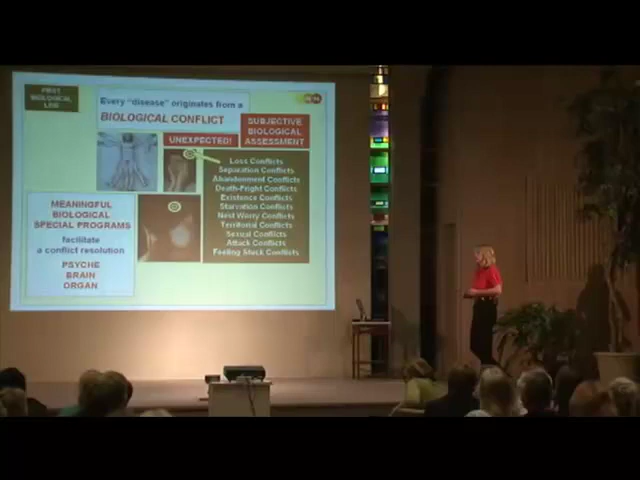 FIRST
BIOLOGICAL
LAW
Every "disease" originates from a
BIOLOGICAL CONFLICT
SUBJECTIVE
BIOLOGICAL
ASSESSMENT
UNEXPECTED!
Loss Conflicts
Separation Conflicts
Abandonment Conflicts
Death-Fright Conflicts
Existence Conflicts
Starvation Conflicts
Nest Worry Conflicts
Territorial Conflicts
Sexual Conflicts
Attack Conflicts
Feeling Stuck Conflicts
MEANINGFUL
BIOLOGICAL
SPECIAL PROGRAMS
facilitate
a conflict resolution
PSYCHE
BRAIN
ORGAN